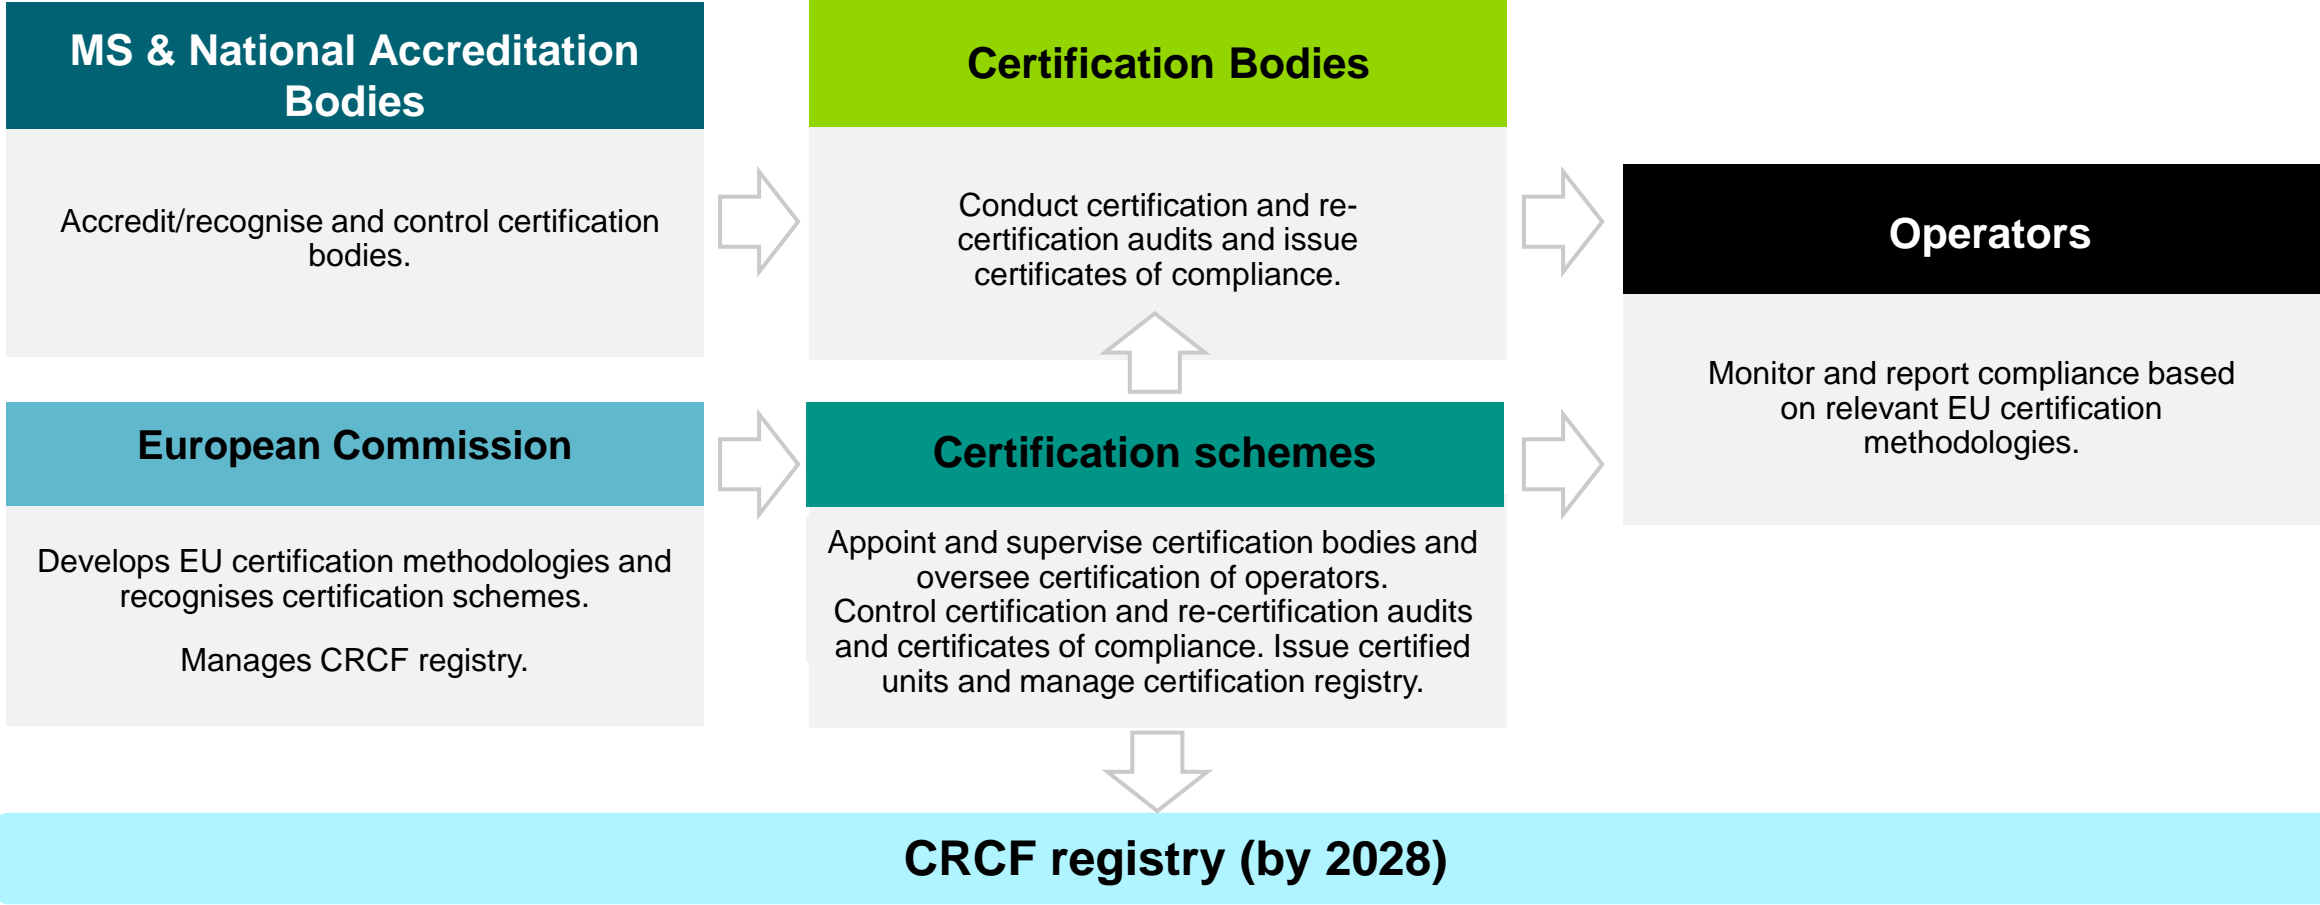 MS & National Accreditation
Bodies
Accredit/recognise and control certification
bodies.
Certification Bodies
Conduct certification and re-
certification audits and issue
certificates of compliance.
Operators
Monitor and report compliance based
on relevant EU certification
methodologies.
European Commission
Develops EU certification methodologies and
recognises certification schemes.
Manages CRCF registry.
Certification schemes
Appoint and supervise certification bodies and
oversee certification of operators.
Control certification and re-certification audits
and certificates of compliance. Issue certified
units and manage certification registry.
CRCF registry (by 2028)